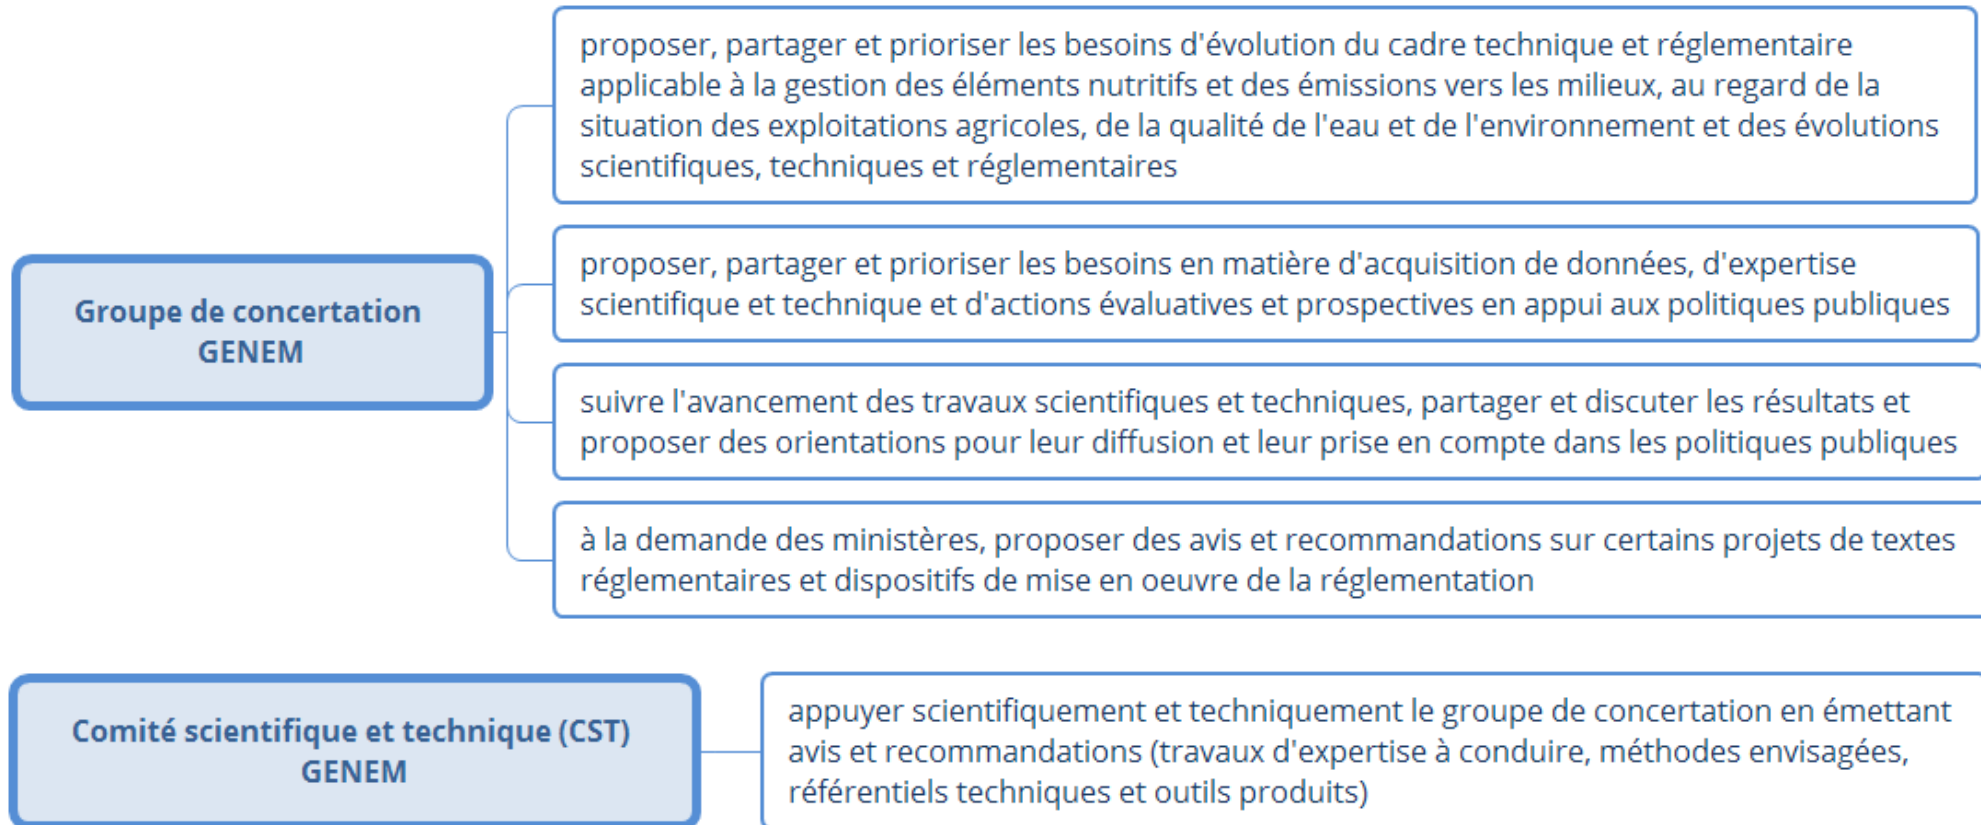 proposer, partager et prioriser les besoins d'évolution du cadre technique et réglementaire
applicable à la gestion des éléments nutritifs et des émissions vers les milieux, au regard de la
situation des exploitations agricoles, de la qualité de l'eau et de l'environnement et des évolutions
scientifiques, techniques et réglementaires
Groupe de concertation
GENEM
proposer, partager et prioriser les besoins en matière d'acquisition de données, d'expertise
scientifique et technique et d'actions évaluatives et prospectives en appui aux politiques publiques
suivre l'avancement des travaux scientifiques et techniques, partager et discuter les résultats et
proposer des orientations pour leur diffusion et leur prise en compte dans les politiques publiques
à la demande des ministères, proposer des avis et recommandations sur certains projets de textes
réglementaires et dispositifs de mise en oeuvre de la réglementation
Comité scientifique et technique (CST)
GENEM
appuyer scientifiquement et techniquement le groupe de concertation en émettant
avis et recommandations (travaux d'expertise à conduire, méthodes envisagées,
référentiels techniques et outils produits)